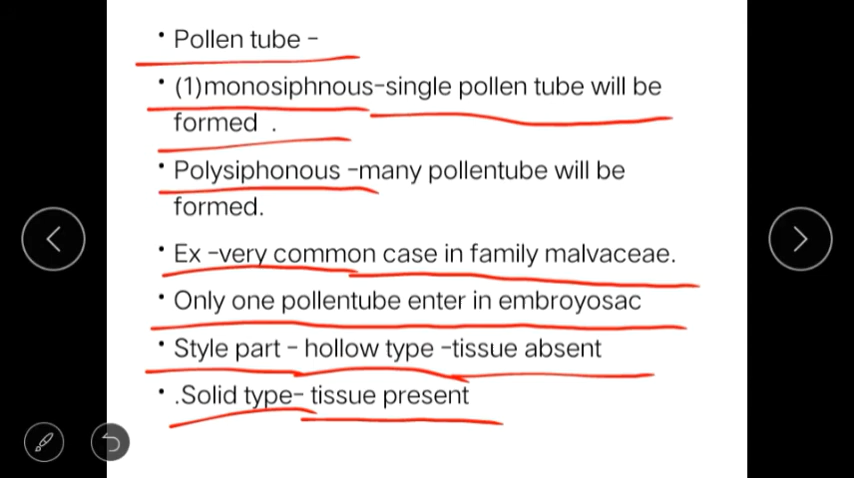 • Pollen tube -
• (1)monosiphnous-single pollen tube will be
formed .
• Polysiphonous -many pollentube will be
formed.
• Ex -very common case in family malvaceae.
• Only one pollentube enter in embroyosac
• Style part - hollow type -tissue absent
• .Solid type- tissue present